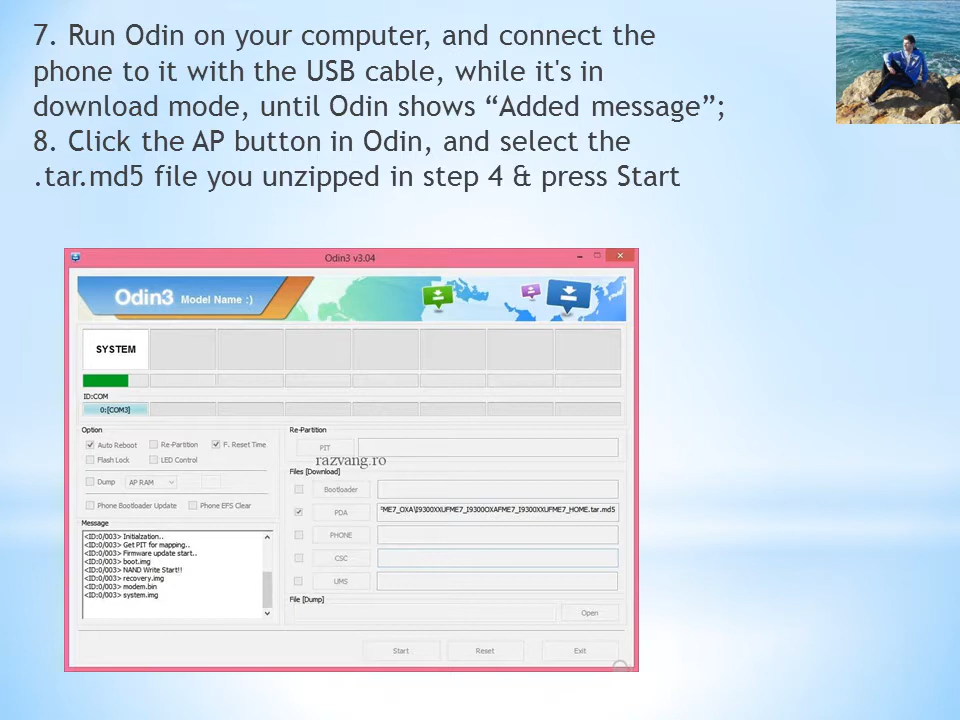 7. Run Odin on your computer, and connect the
phone to it with the USB cable, while it's in
download mode, until Odin shows “Added message”;
8. Click the AP button in Odin, and select the
.tar.md5 file you unzipped in step 4 & press Start
Odin3 v3.04
Odin3 Model Name :)
SYSTEM
ID:COM
0:[COM3]
Option
Auto Reboot
Re-Partition
F. Reset Time
Flash Lock
LED Control
Dump
AP RAM
Phone Bootloader Update
Phone EFS Clear
Message
<ID:0/003> Initialzation..
<ID:0/003> Get PIT for mapping..
<ID:0/003> Firmware update start..
<ID:0/003> boot.img
<ID:0/003> NAND Write Start!!
<ID:0/003> recovery.img
<ID:0/003> modem.bin
<ID:0/003> system.img
Re-Partition
PIT
razvang.ro
Files [Download]
Bootloader
PDA
ME7_OXA\I9300XXUFME7_I9300OXAFME7_I9300XXUFME7_HOME.tar.md5
PHONE
CSC
UMS
File [Dump]
Open
Start
Reset
Exit